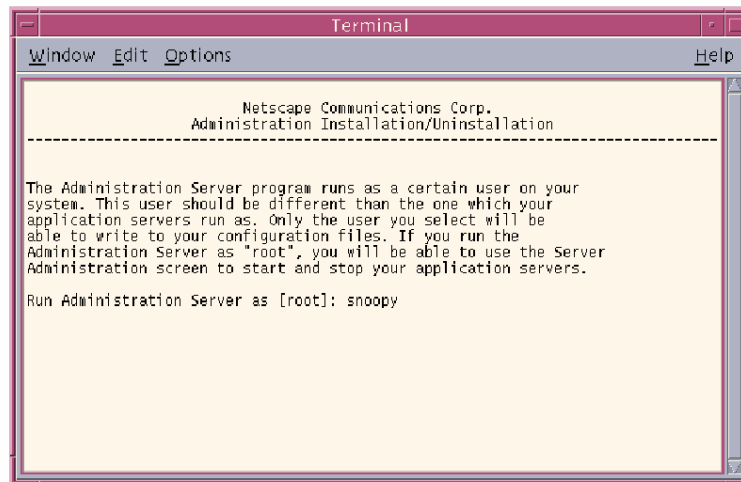 Terminal
Window Edit Options Help
Netscape Communications Corp.
Administration Installation/Uninstallation
The Administration Server program runs as a certain user on your
system. This user should be different than the one which your
application servers run as. Only the user you select will be
able to write to your configuration files. If you run the
Administration Server as "root", you will be able to use the Server
Administration screen to start and stop your application servers.
Run Administration Server as [root]: snoopy